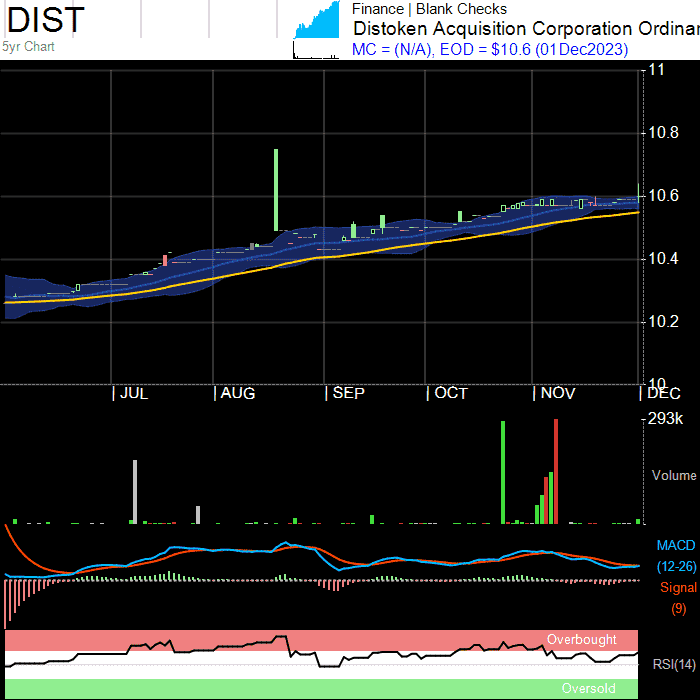 DIST
5yr Chart
Finance | Blank Checks
Distoken Acquisition Corporation Ordinar
MC = (N/A), EOD = $10.6 (01Dec2023)
11
10.8
10.6
10.4
10.2
10
JUL
AUG
SEP
OCT
NOV
DEC
293k
Volume
MACD
(12-26)
Signal
(9)
Overbought
RSI(14)
Oversold